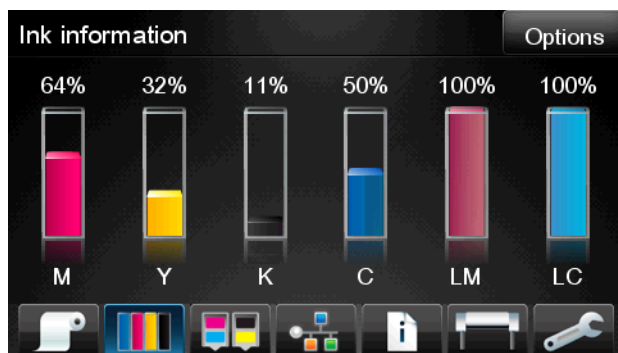 Ink information
Options
64% 32% 11% 50% 100% 100%
M Y K C LM LC
i